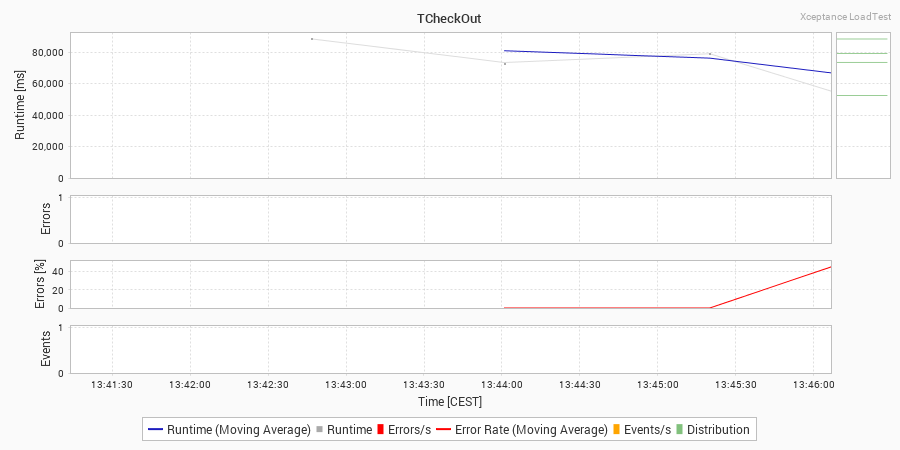 TCheckOut
Xceptance LoadTest
Runtime [ms]
80,000
60,000
40,000
20,000
0
Errors
1
0
Errors [%]
40
20
0
Events
1
0
13:41:30 13:42:00 13:42:30 13:43:00 13:43:30 13:44:00 13:44:30 13:45:00 13:45:30 13:46:00
Time [CEST]
Runtime (Moving Average) Runtime Errors/s Error Rate (Moving Average) Events/s Distribution